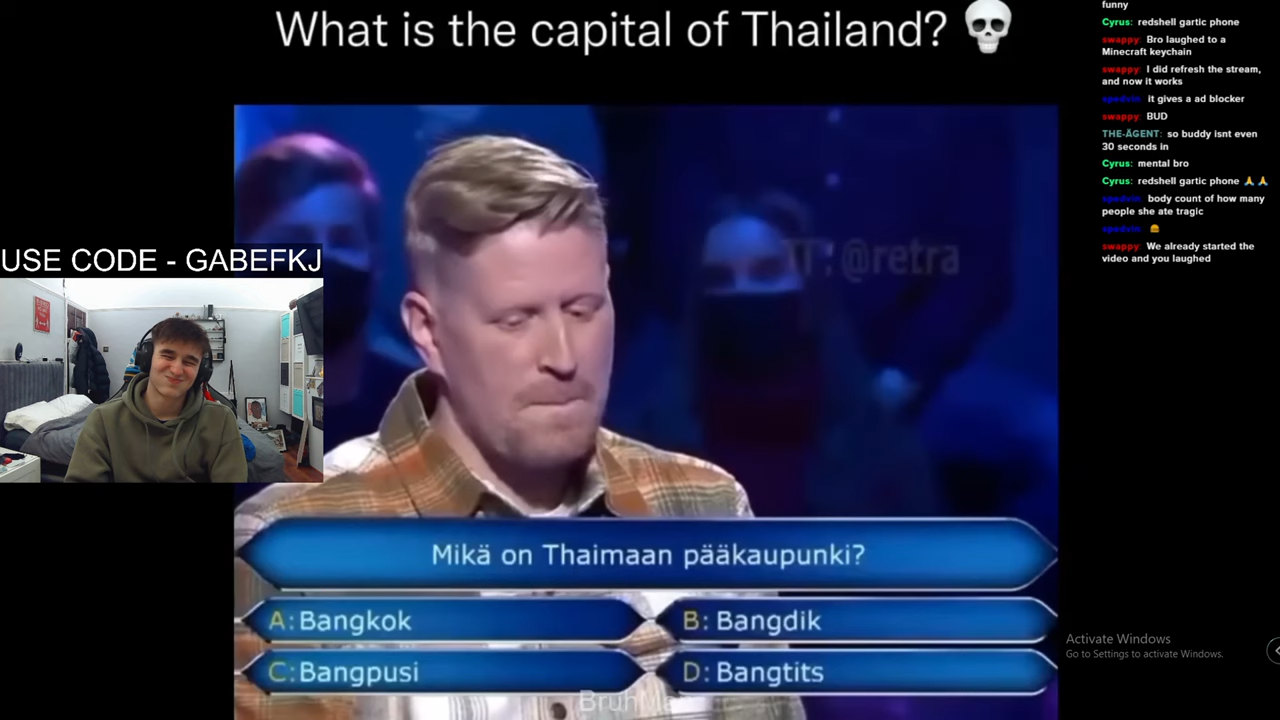 What is the capital of Thailand? 💀
funny
Cyrus: redshell gartic phone
swappy: Bro laughed to a
Minecraft keychain
swappy: I did refresh the stream,
and now it works
spedvin: it gives a ad blocker
swappy: BUD
THE-ÄGENT: so buddy isnt even
30 seconds in
Cyrus: mental bro
Cyrus: redshell gartic phone 🙏 🙏
spedvin: body count of how many
people she ate tragic
spedvin: 🍔
swappy: We already started the
video and you laughed
TT: @retra
USE CODE - GABEFKJ
Mikä on Thaimaan pääkaupunki?
A: Bangkok
B: Bangdik
C: Bangpusi
D: Bangtits
Activate Windows
Go to Settings to activate Windows.